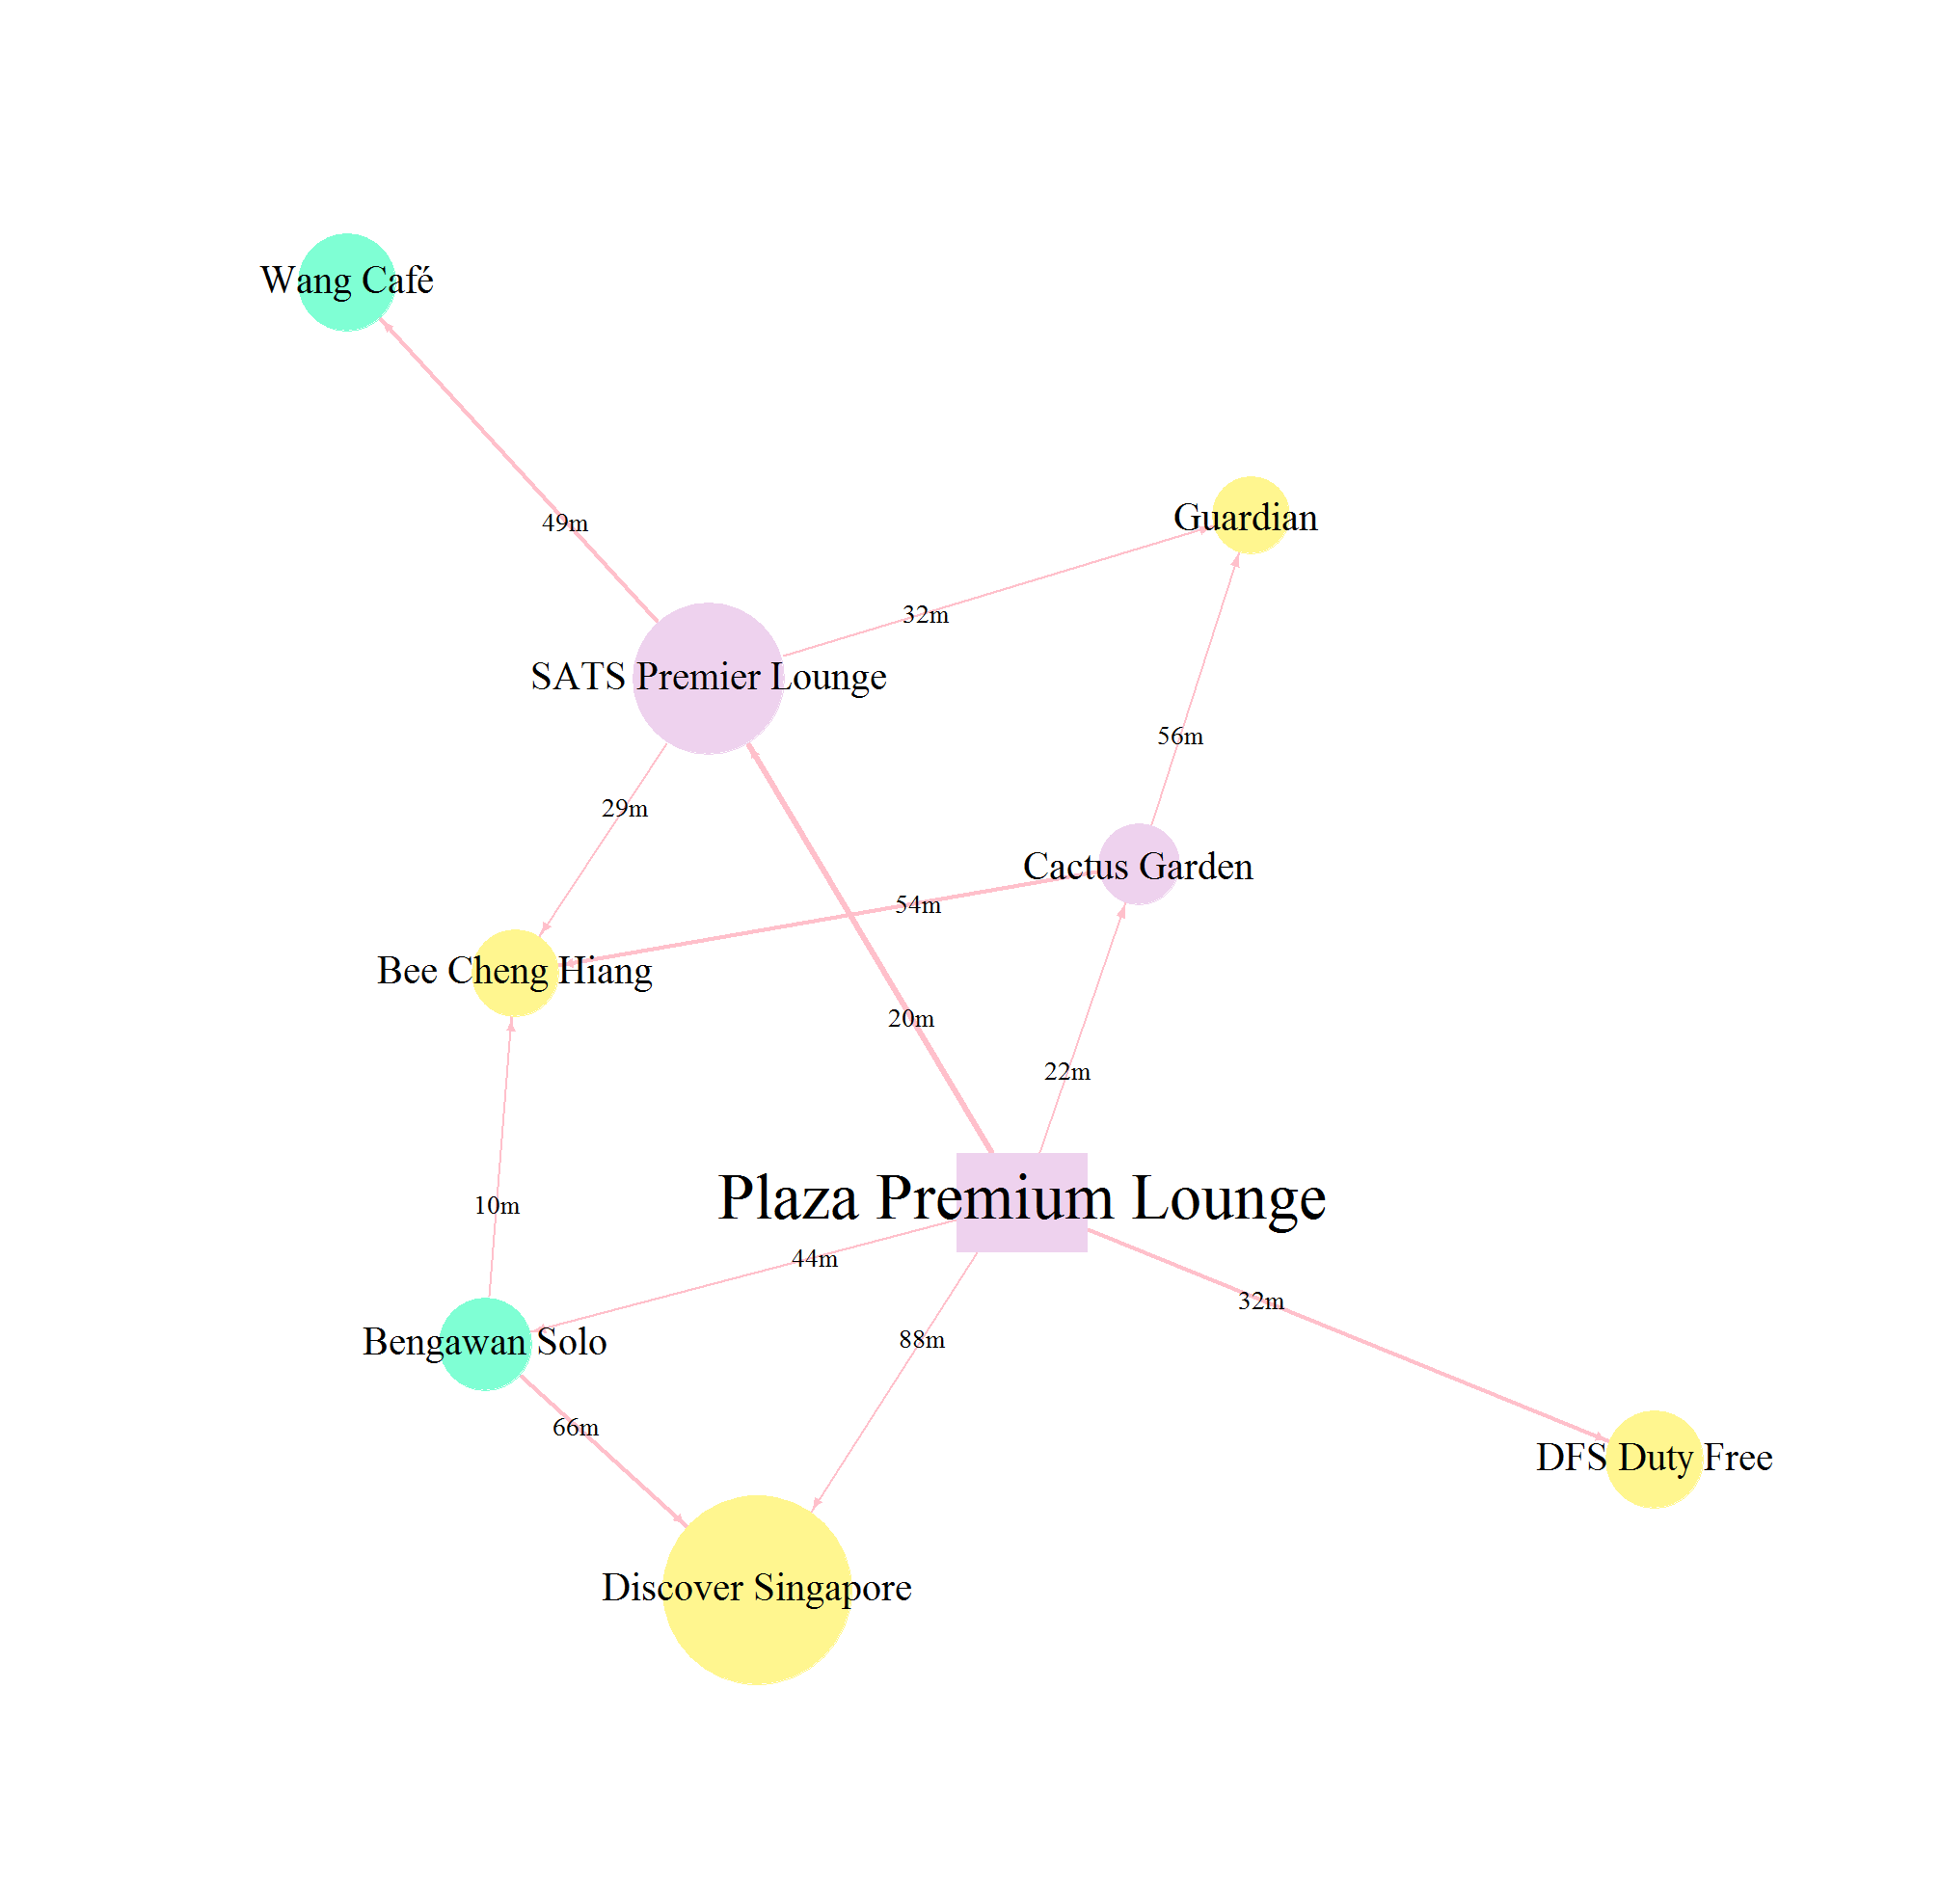 Wang Café
49m
Guardian
32m
SATS Premier Lounge
56m
29m
Cactus Garden
54m
Bee Cheng Hiang
20m
22m
Plaza Premium Lounge
10m
44m
32m
Bengawan Solo
88m
66m
DFS Duty Free
Discover Singapore